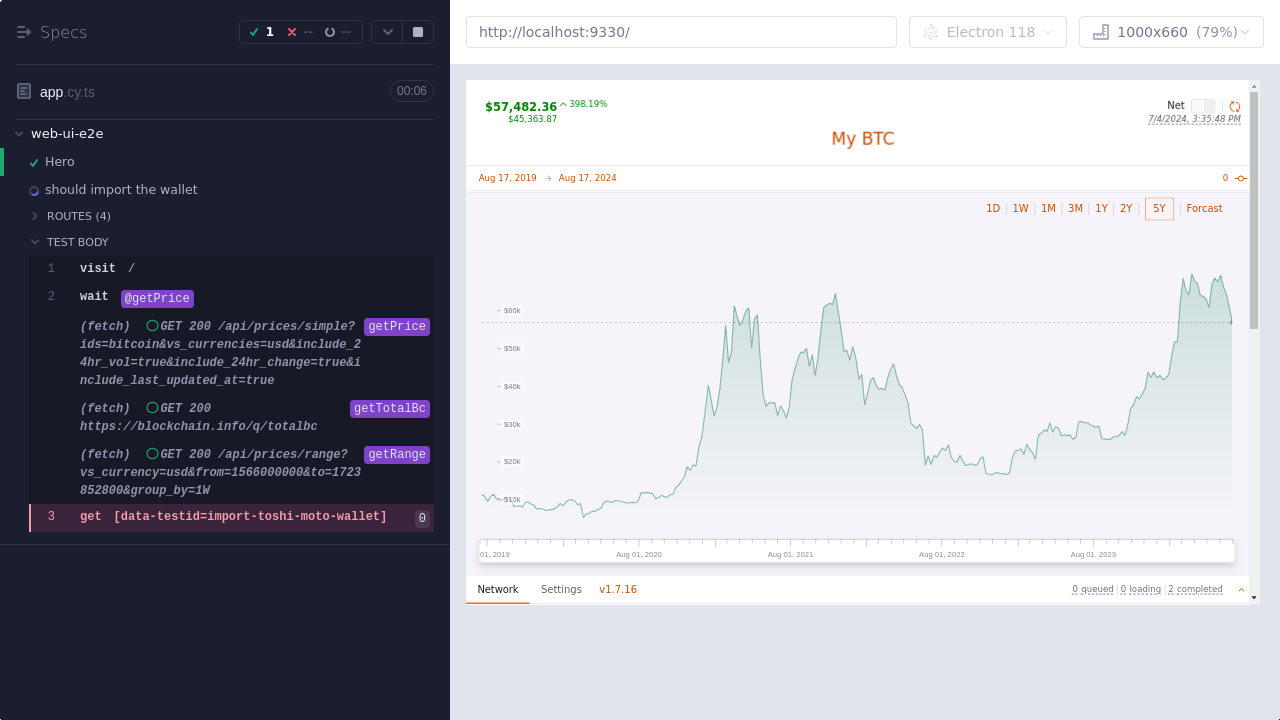 Specs
1
--
--
app.cy.ts
00:06
web-ui-e2e
Hero
should import the wallet
ROUTES (4)
TEST BODY
1 visit /
2 wait @getPrice
(fetch) GET 200 /api/prices/simple? getPrice
ids=bitcoin&vs_currencies=usd&include_2
4hr_vol=true&include_24hr_change=true&i
nclude_last_updated_at=true
(fetch) GET 200 getTotalBc
https://blockchain.info/q/totalbc
(fetch) GET 200 /api/prices/range? getRange
vs_currency=usd&from=1566000000&to=1723
852800&group_by=1W
3 get [data-testid=import-toshi-moto-wallet] 0
http://localhost:9330/
Electron 118
1000x660 (79%)
$57,482.36 398.19%
$45,363.87
Net
7/4/2024, 3:35:48 PM
My BTC
Aug 17, 2019 → Aug 17, 2024
0
1D 1W 1M 3M 1Y 2Y 5Y Forcast
$60k
$50k
$40k
$30k
$20k
$10k
01, 2019 Aug 01, 2020 Aug 01, 2021 Aug 01, 2022 Aug 01, 2023
Network Settings v1.7.16
0 queued 0 loading 2 completed